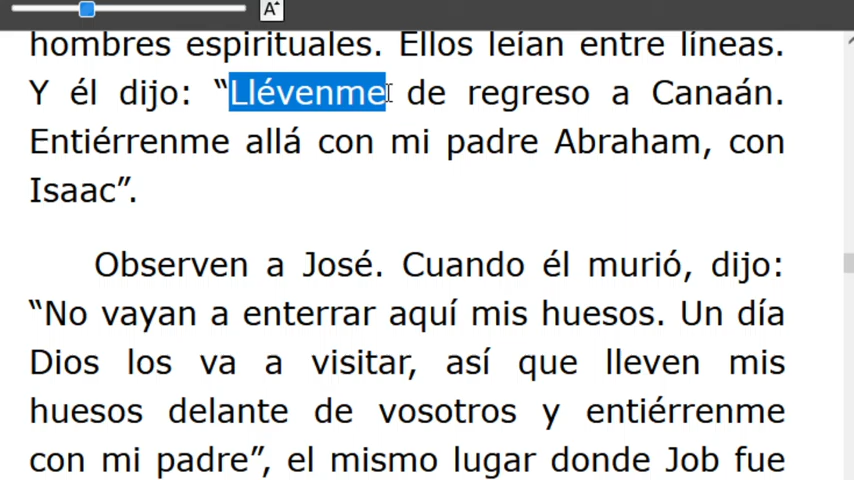 A
hombres espirituales. Ellos leían entre líneas.
Y él dijo: “Llévenme de regreso a Canaán.
Entiérrenme allá con mi padre Abraham, con
Isaac”.
Observen a José. Cuando él murió, dijo:
“No vayan a enterrar aquí mis huesos. Un día
Dios los va a visitar, así que lleven mis
huesos delante de vosotros y entiérrenme
con mi padre”, el mismo lugar donde Job fue